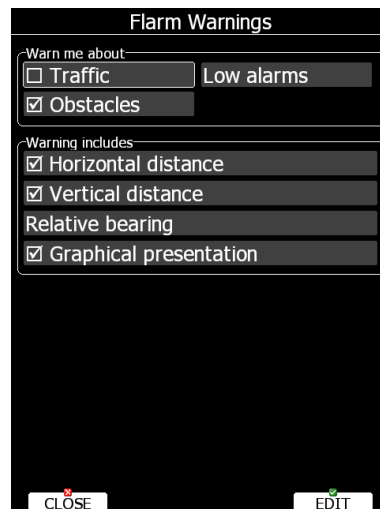 Flarm Warnings
Warn me about
Traffic
Low alarms
Obstacles
Warning includes
Horizontal distance
Vertical distance
Relative bearing
Graphical presentation
CLOSE
EDIT